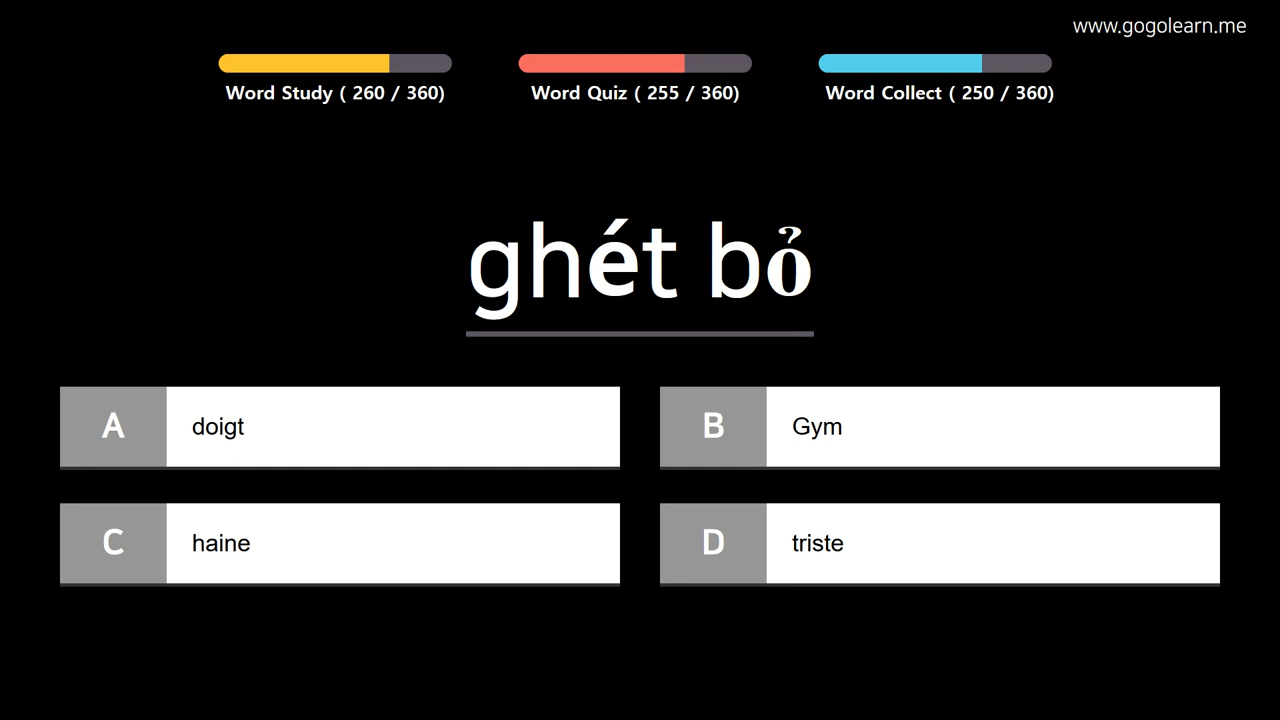 www.gogolearn.me
Word Study ( 260 / 360)
Word Quiz ( 255 / 360)
Word Collect ( 250 / 360)
ghét bỏ
A doigt
B Gym
C haine
D triste